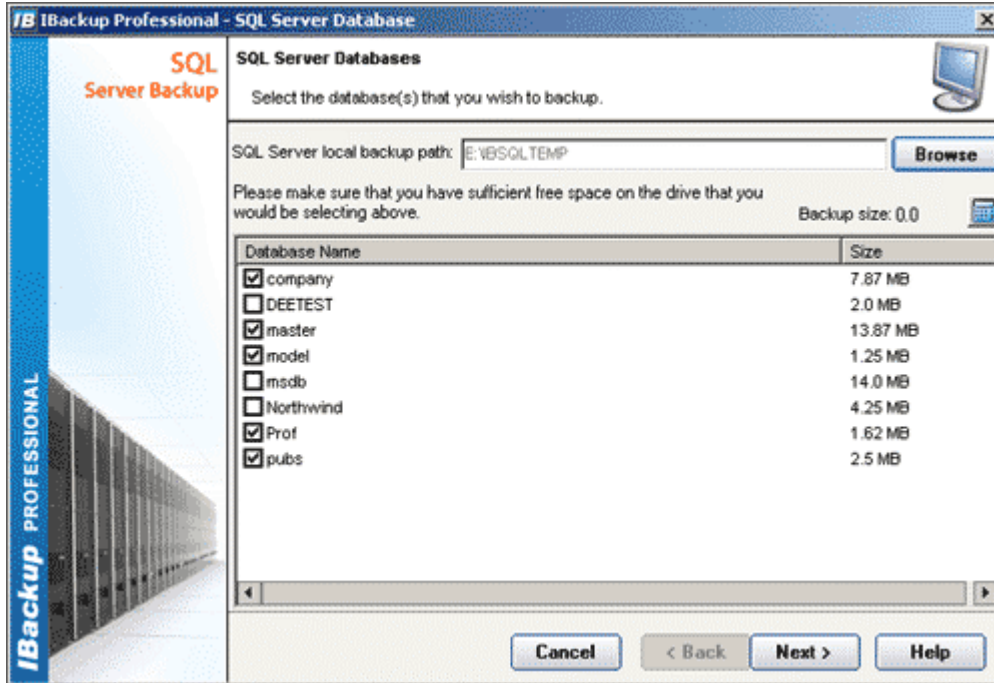 IB IBackup Professional - SQL Server Database
SQL
Server Backup
SQL Server Databases
Select the database(s) that you wish to backup.
SQL Server local backup path: E:\IBSQLTEMP
Browse
Please make sure that you have sufficient free space on the drive that you
would be selecting above.
Backup size: 0.0
Database Name Size
company 7.87 MB
DEETEST 2.0 MB
master 13.87 MB
model 1.25 MB
msdb 14.0 MB
Northwind 4.25 MB
Prof 1.62 MB
pubs 2.5 MB
IBackup PROFESSIONAL
Cancel < Back Next > Help